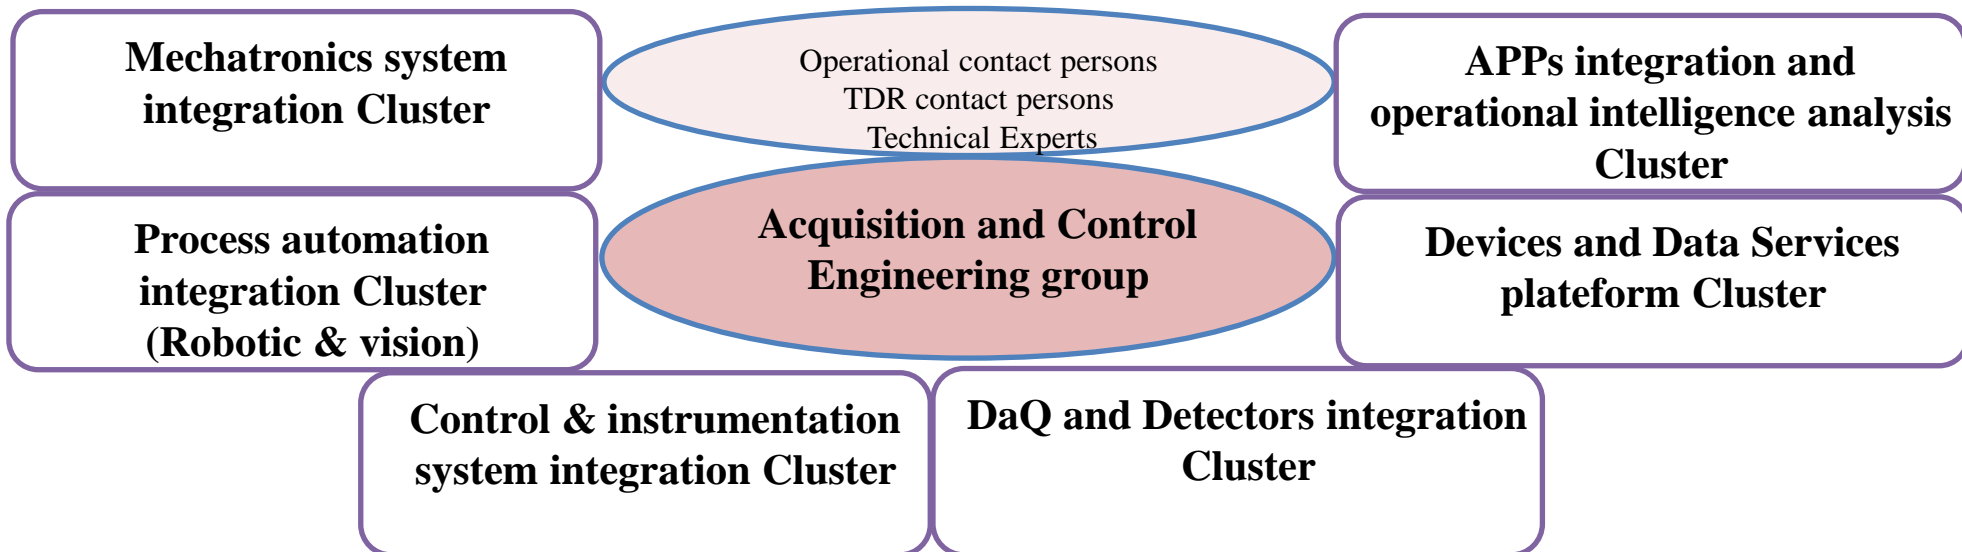 Mechatronics system
integration Cluster
Operational contact persons
TDR contact persons
Technical Experts
APPs integration and
operational intelligence analysis
Cluster
Process automation
integration Cluster
(Robotic & vision)
Acquisition and Control
Engineering group
Devices and Data Services
plateform Cluster
Control & instrumentation
system integration Cluster
DaQ and Detectors integration
Cluster